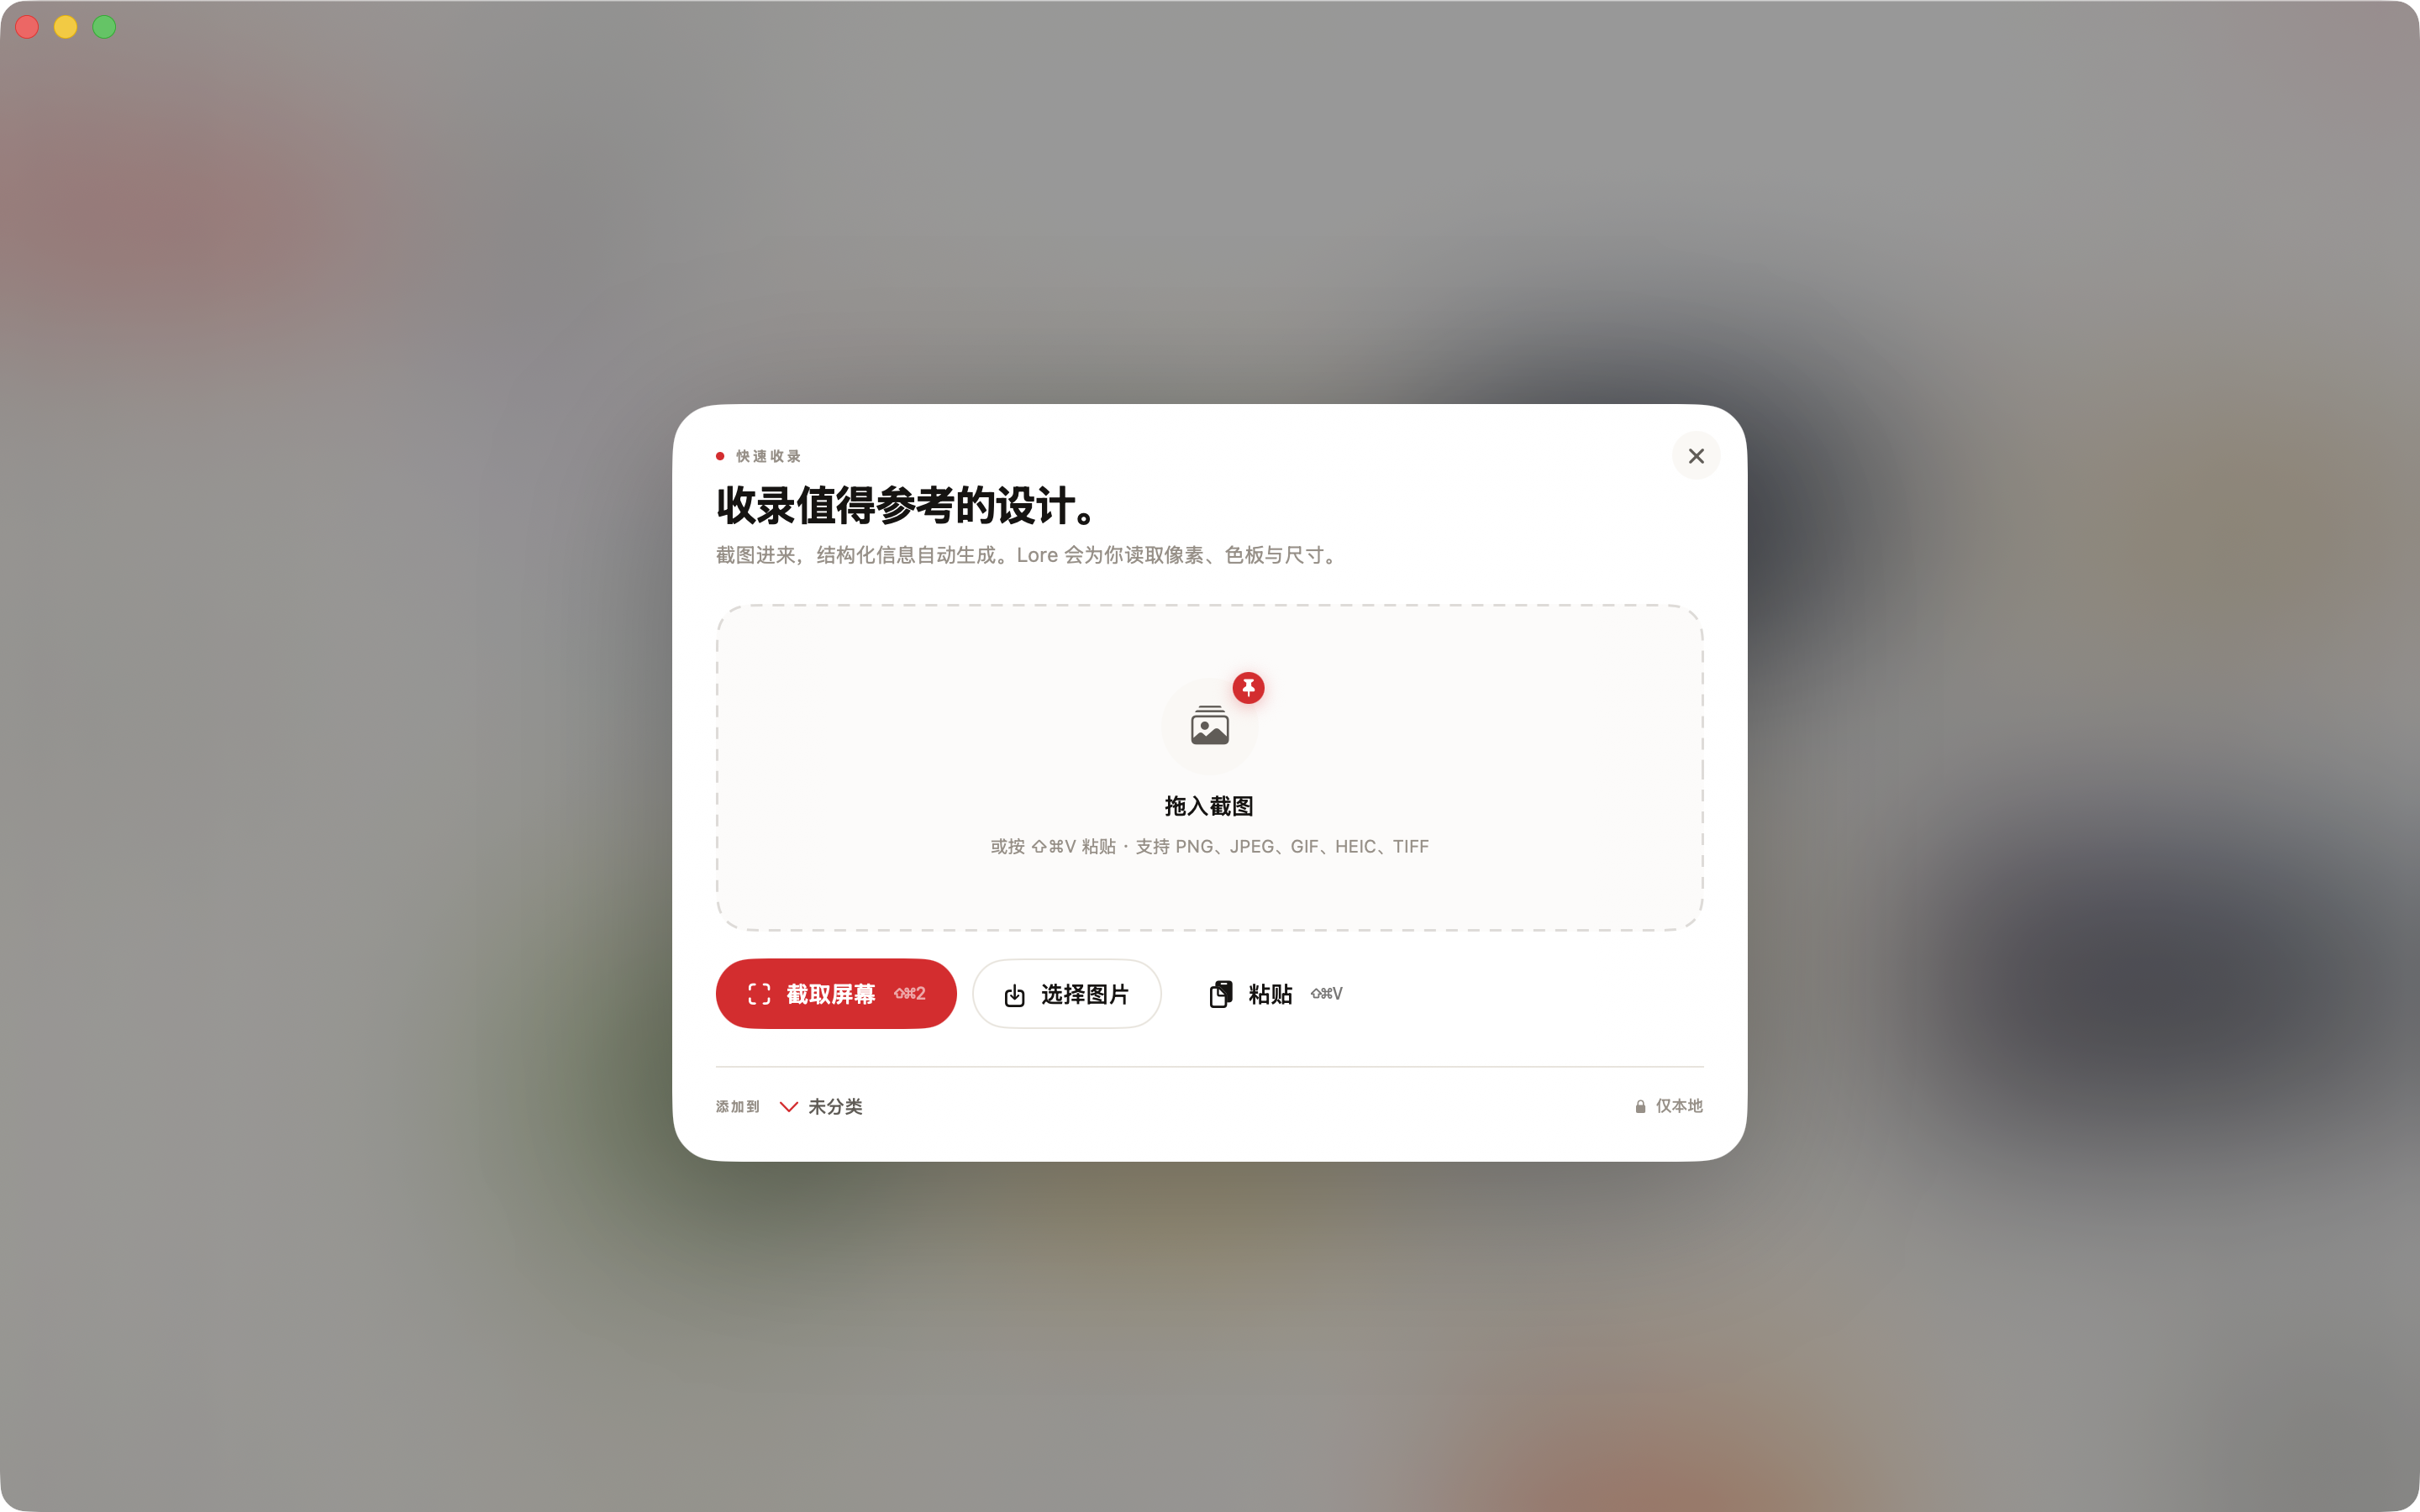 快速收录
收录值得参考的设计。
截图进来，结构化信息自动生成。Lore 会为你读取像素、色板与尺寸。
拖入截图
或按 ⇧⌘V 粘贴 · 支持 PNG、JPEG、GIF、HEIC、TIFF
截取屏幕 ⇧⌘2 选择图片 粘贴 ⇧⌘V
添加到 未分类 仅本地